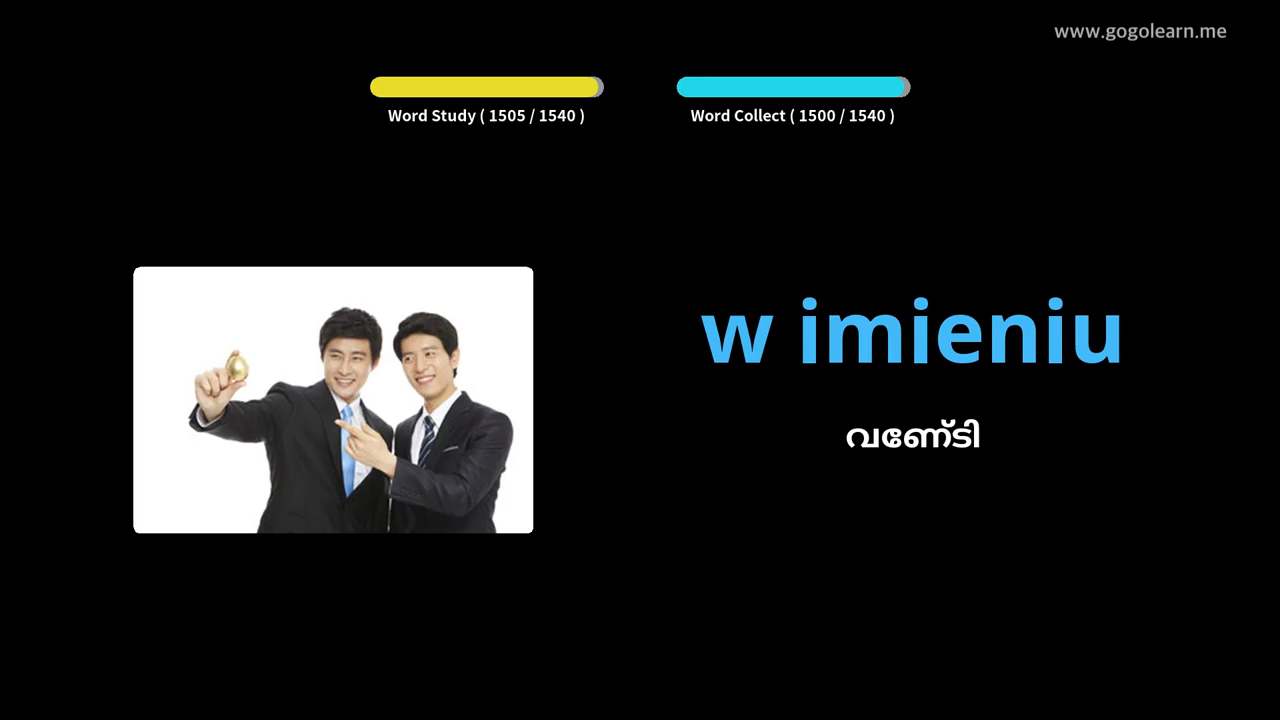 www.gogolearn.me
Word Study ( 1505 / 1540 )
Word Collect ( 1500 / 1540 )
w imieniu
വണേ്ടി